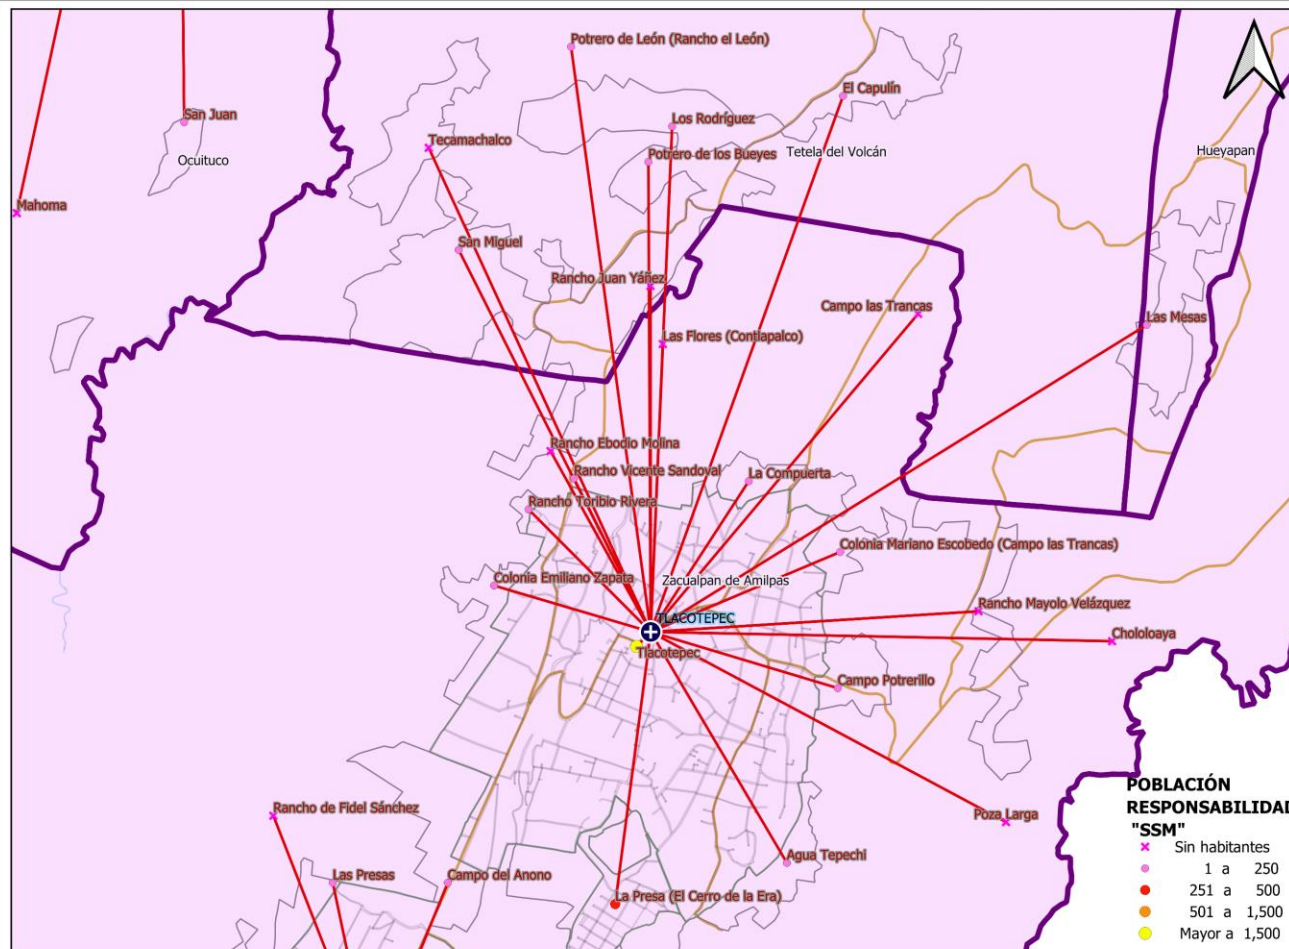 Potrero de León (Rancho el León)
El Capulín
San Juan
Los Rodríguez
Tecamachalco
Potrero de los Bueyes
Tetela del Volcán
Hueyapan
Ocuituco
Mahoma
San Miguel
Rancho Juan Yáñez
Campo las Trancas
Las Mesas
Las Flores (Contlapalco)
Rancho Ebodio Molina
Rancho Vicente Sandoval
La Compuerta
Rancho Toribio Rivera
Colonia Mariano Escobedo (Campo las Trancas)
Colonia Emiliano Zapata
Zacualpan de Amilpas
Rancho Mayolo Velázquez
TLACOTEPEC
Chololoaya
Tlacotepec
Campo Potrerillo
Rancho de Fidel Sánchez
Poza Larga
Agua Tepechi
Las Presas
Campo del Anono
La Presa (El Cerro de la Era)
POBLACIÓN
RESPONSABILIDAD
"SSM"
Sin habitantes
1 a 250
251 a 500
501 a 1,500
Mayor a 1,500